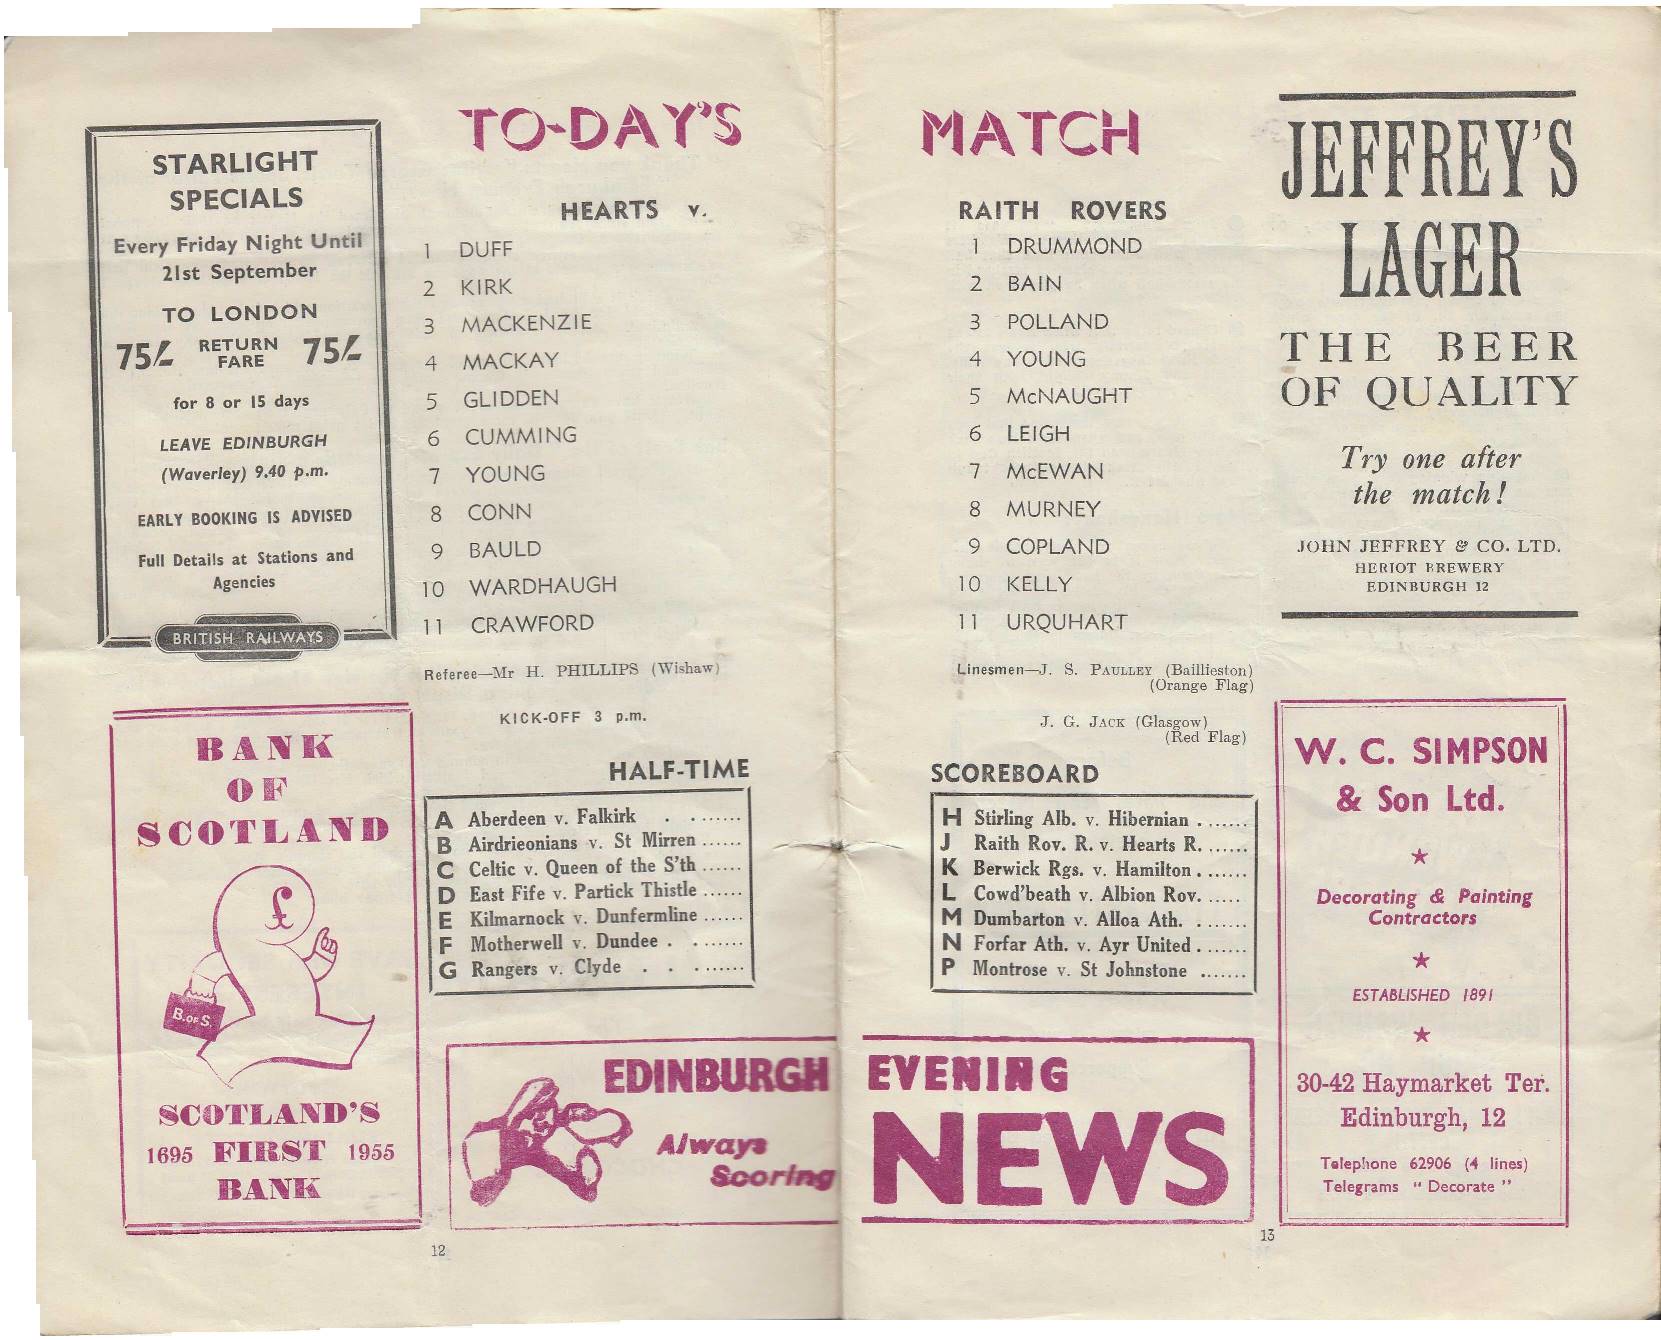 TO-DAY'S MATCH
STARLIGHT
SPECIALS
Every Friday Night Until
21st September
TO LONDON
75/- RETURN FARE 75/-
for 8 or 15 days
LEAVE EDINBURGH
(Waverley) 9.40 p.m.
EARLY BOOKING IS ADVISED
Full Details at Stations and
Agencies
BRITISH RAILWAYS
HEARTS v.
1 DUFF
2 KIRK
3 MACKENZIE
4 MACKAY
5 GLIDDEN
6 CUMMING
7 YOUNG
8 CONN
9 BAULD
10 WARDHAUGH
11 CRAWFORD
Referee—Mr H. PHILLIPS (Wishaw)
KICK-OFF 3 p.m.
RAITH ROVERS
1 DRUMMOND
2 BAIN
3 POLLAND
4 YOUNG
5 McNAUGHT
6 LEIGH
7 McEWAN
8 MURNEY
9 COPLAND
10 KELLY
11 URQUHART
Linesmen—J. S. PAULLEY (Baillieston)
(Orange Flag)
J. G. JACK (Glasgow)
(Red Flag)
JEFFREY'S
LAGER
THE BEER
OF QUALITY
Try one after
the match!
JOHN JEFFREY & CO. LTD.
HERIOT BREWERY
EDINBURGH 12
BANK
OF
SCOTLAND
£
B. OF S.
SCOTLAND'S
1695 FIRST 1955
BANK
HALF-TIME SCOREBOARD
A Aberdeen v. Falkirk . . ......
B Airdrieonians v. St Mirren ......
C Celtic v. Queen of the S'th ......
D East Fife v. Partick Thistle ......
E Kilmarnock v. Dunfermline ......
F Motherwell v. Dundee . . ......
G Rangers v. Clyde . . . ......
H Stirling Alb. v. Hibernian . ......
J Raith Rov. R. v. Hearts R. ......
K Berwick Rgs. v. Hamilton . ......
L Cowd'beath v. Albion Rov. .....
M Dumbarton v. Alloa Ath. . ......
N Forfar Ath. v. Ayr United . ......
P Montrose v. St Johnstone ......
EDINBURGH EVENING
NEWS
Always
Scoring
W. C. SIMPSON
& Son Ltd.
Decorating & Painting
Contractors
ESTABLISHED 1891
30-42 Haymarket Ter.
Edinburgh, 12
Telephone 62906 (4 lines)
Telegrams "Decorate"
12
13